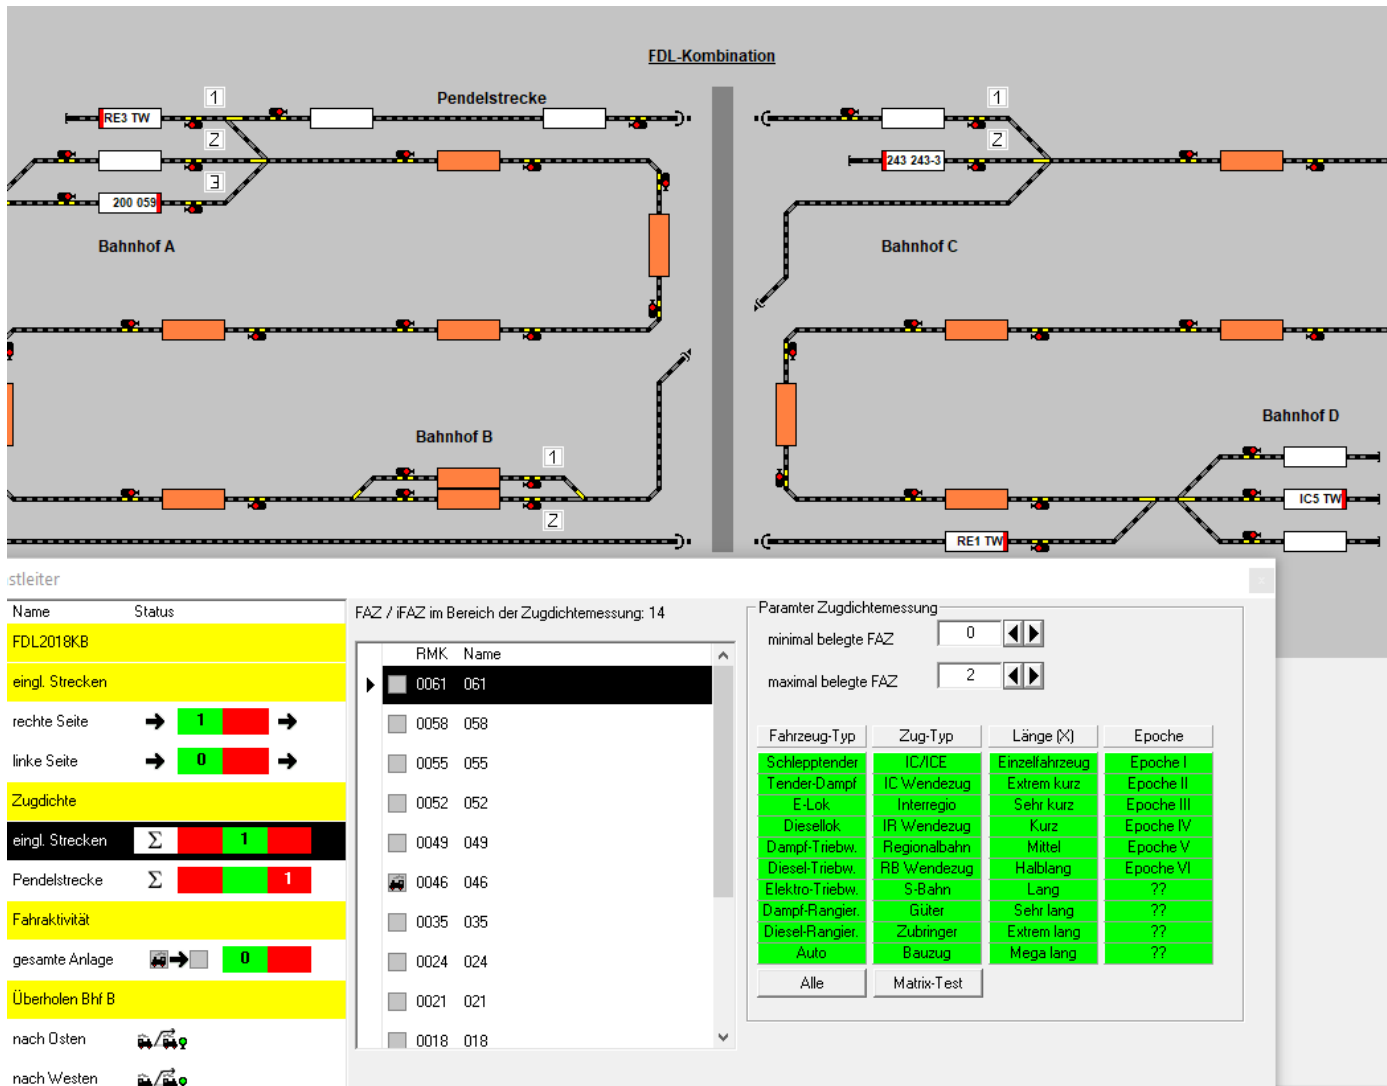 FDL-Kombination
1
Pendelstrecke
1
RE3 TW
2
2
243 243-3
3
200 059
Bahnhof A
Bahnhof C
Bahnhof D
Bahnhof B
1
IC5 TW
2
RE1 TW
stleiter
x
Name Status
FDL2018KB
eingl. Strecken
rechte Seite 1
linke Seite 0
Zugdichte
eingl. Strecken Σ 1
Pendelstrecke Σ 1
Fahraktivität
gesamte Anlage 0
Überholen Bhf B
nach Osten
nach Westen
FAZ / iFAZ im Bereich der Zugdichtemessung: 14
RMK Name
0061 061
0058 058
0055 055
0052 052
0049 049
0046 046
0035 035
0024 024
0021 021
0018 018
Paramter Zugdichtemessung
minimal belegte FAZ 0
maximal belegte FAZ 2
Fahrzeug-Typ Zug-Typ Länge (X) Epoche
Schlepptender IC/ICE Einzelfahrzeug Epoche I
Tender-Dampf IC Wendezug Extrem kurz Epoche II
E-Lok Interregio Sehr kurz Epoche III
Diesellok IR Wendezug Kurz Epoche IV
Dampf-Triebw. Regionalbahn Mittel Epoche V
Diesel-Triebw. RB Wendezug Halblang Epoche VI
Elektro-Triebw. S-Bahn Lang ??
Dampf-Rangier. Güter Sehr lang ??
Diesel-Rangier. Zubringer Extrem lang ??
Auto Bauzug Mega lang ??
Alle Matrix-Test